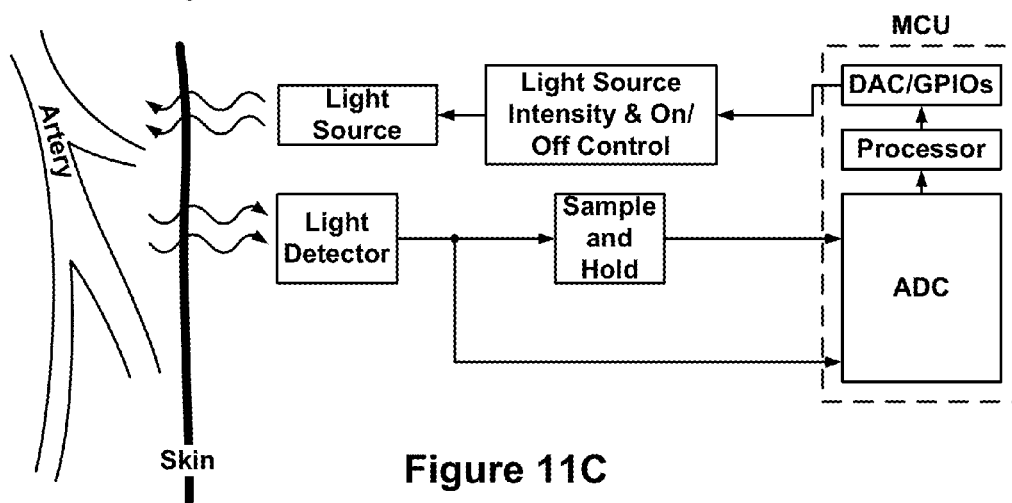 MCU
DAC/GPIOs
Processor
ADC
Light Source
Intensity & On/
Off Control
Light
Source
Artery
Light
Detector
Sample
and
Hold
Skin
Figure 11C